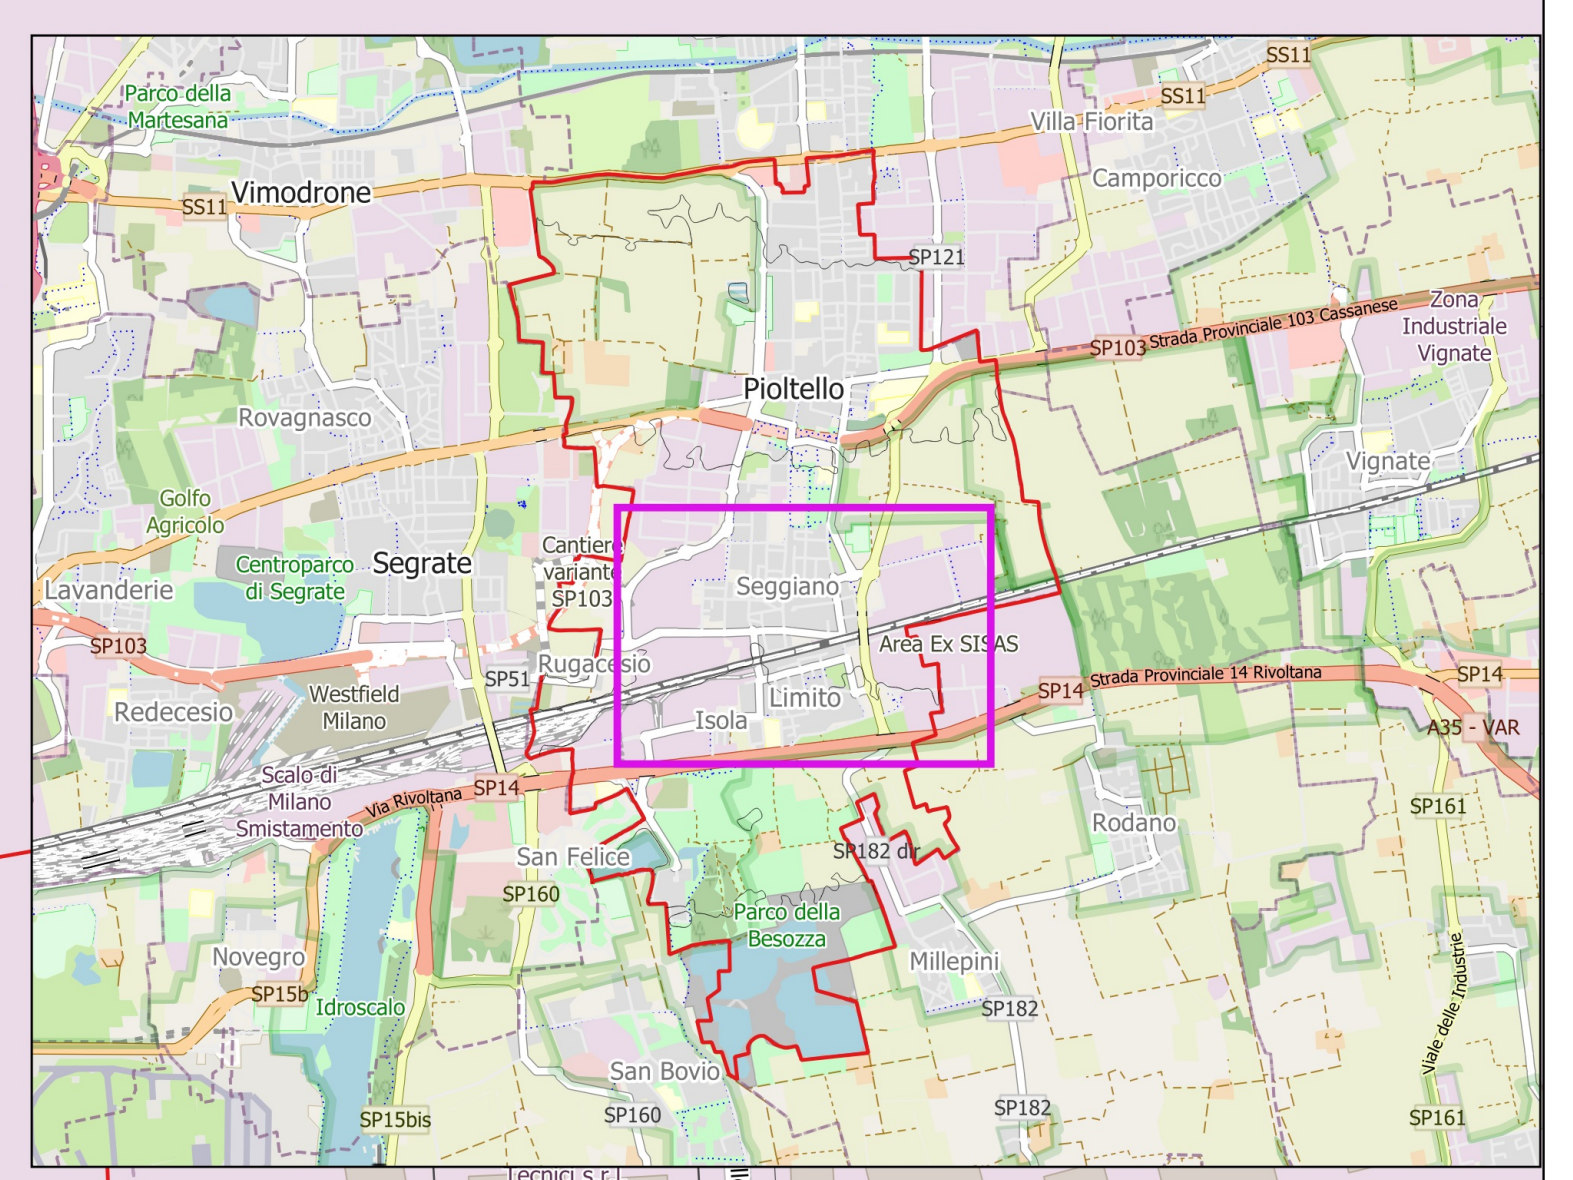 SS11
Parco della
Martesana
SS11
Villa Fiorita
Camporicco
Vimodrone
SS11
SP121
Zona
Industriale
Vignate
Strada Provinciale 103 Cassanese
SP103
Pioltello
Rovagnasco
Vignate
Golfo
Agricolo
Cantiere
variante
SP103
Segrate
Centroparco
di Segrate
Lavanderie
Seggiano
SP103
Area Ex SISAS
Rugacesio
SP51
Strada Provinciale 14 Rivoltana
SP14
SP14
Westfield
Milano
Redecesio
Limito
Isola
A35 - VAR
Scalo di
Milano
Smistamento
Via Rivoltana
SP14
SP161
Rodano
San Felice
SP182 dir
SP160
Parco della
Besozza
Novegro
Millepini
SP15b
Idroscalo
SP182
Viale delle Industrie
San Bovio
SP160
SP15bis
SP182
SP161
Tecnici s.r.l.